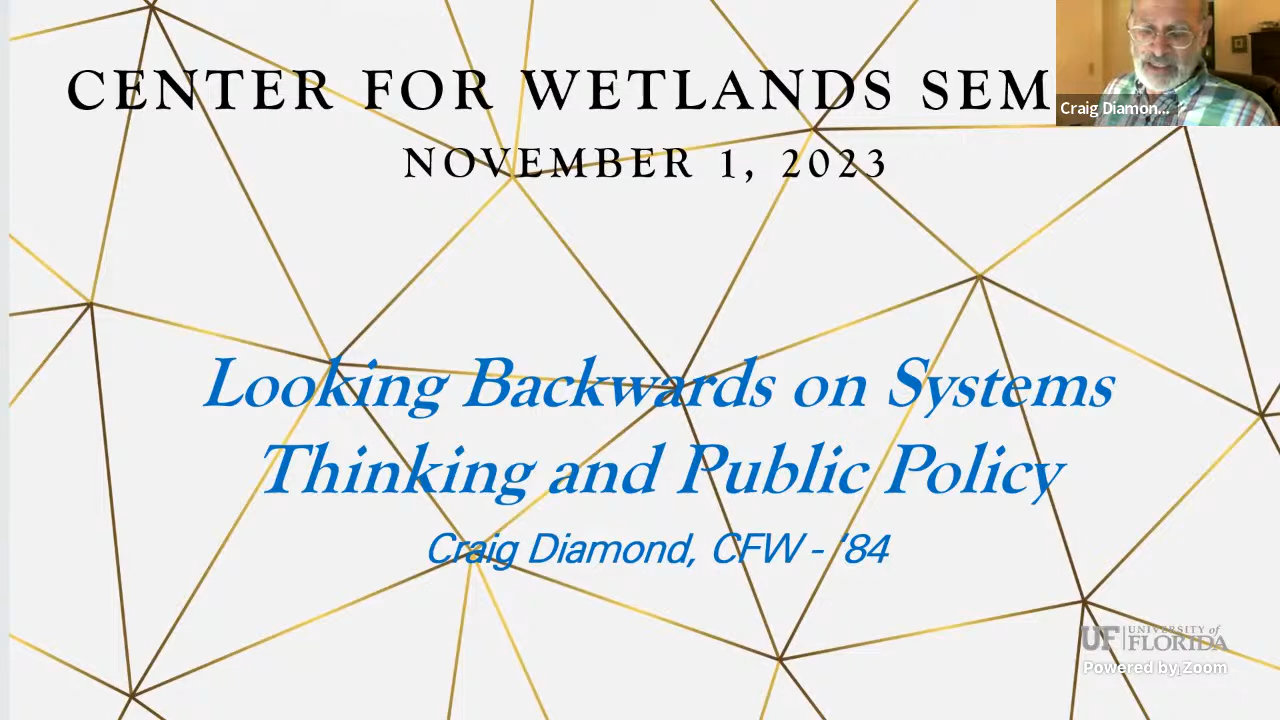 CENTER FOR WETLANDS SEM
Craig Diamon...
NOVEMBER 1, 2023
Looking Backwards on Systems
Thinking and Public Policy
Craig Diamond, CFW - '84
UF UNIVERSITY of
FLORIDA
Powered by Zoom